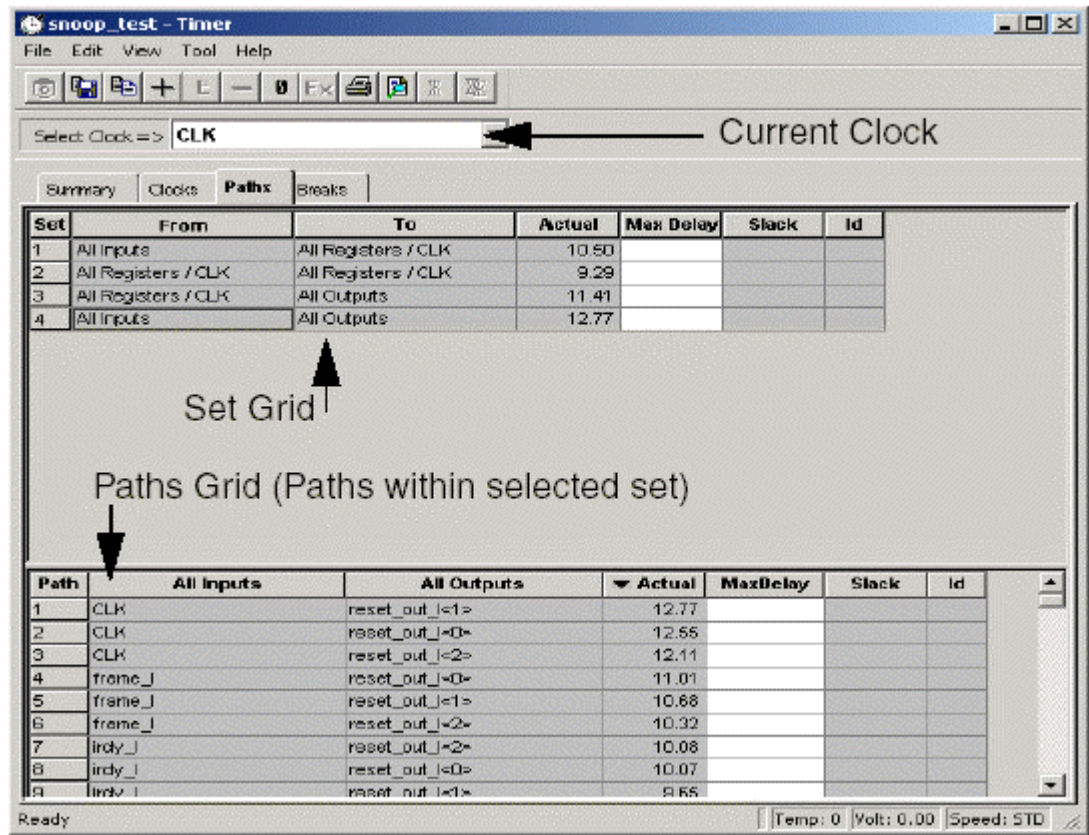 snoop_test - Timer
File Edit View Tool Help
Select Clock => CLK
Current Clock
Summary Clocks Paths Breaks
Set From To Actual Max Delay Slack Id
1 All Inputs All Registers / CLK 10.50
2 All Registers / CLK All Registers / CLK 9.29
3 All Registers / CLK All Outputs 11.41
4 All Inputs All Outputs 12.77
Set Grid
Paths Grid (Paths within selected set)
Path All Inputs All Outputs Actual MaxDelay Slack Id
1 CLK reset_out_l<1> 12.77
2 CLK reset_out_l<0> 12.55
3 CLK reset_out_l<2> 12.11
4 frame_l reset_out_l<0> 11.01
5 frame_l reset_out_l<1> 10.68
6 frame_l reset_out_l<2> 10.32
7 irdy_l reset_out_l<2> 10.08
8 irdy_l reset_out_l<0> 10.07
9 irdy_l reset_out_l<1> 9.65
Ready Temp: 0 Volt: 0.00 Speed: STD